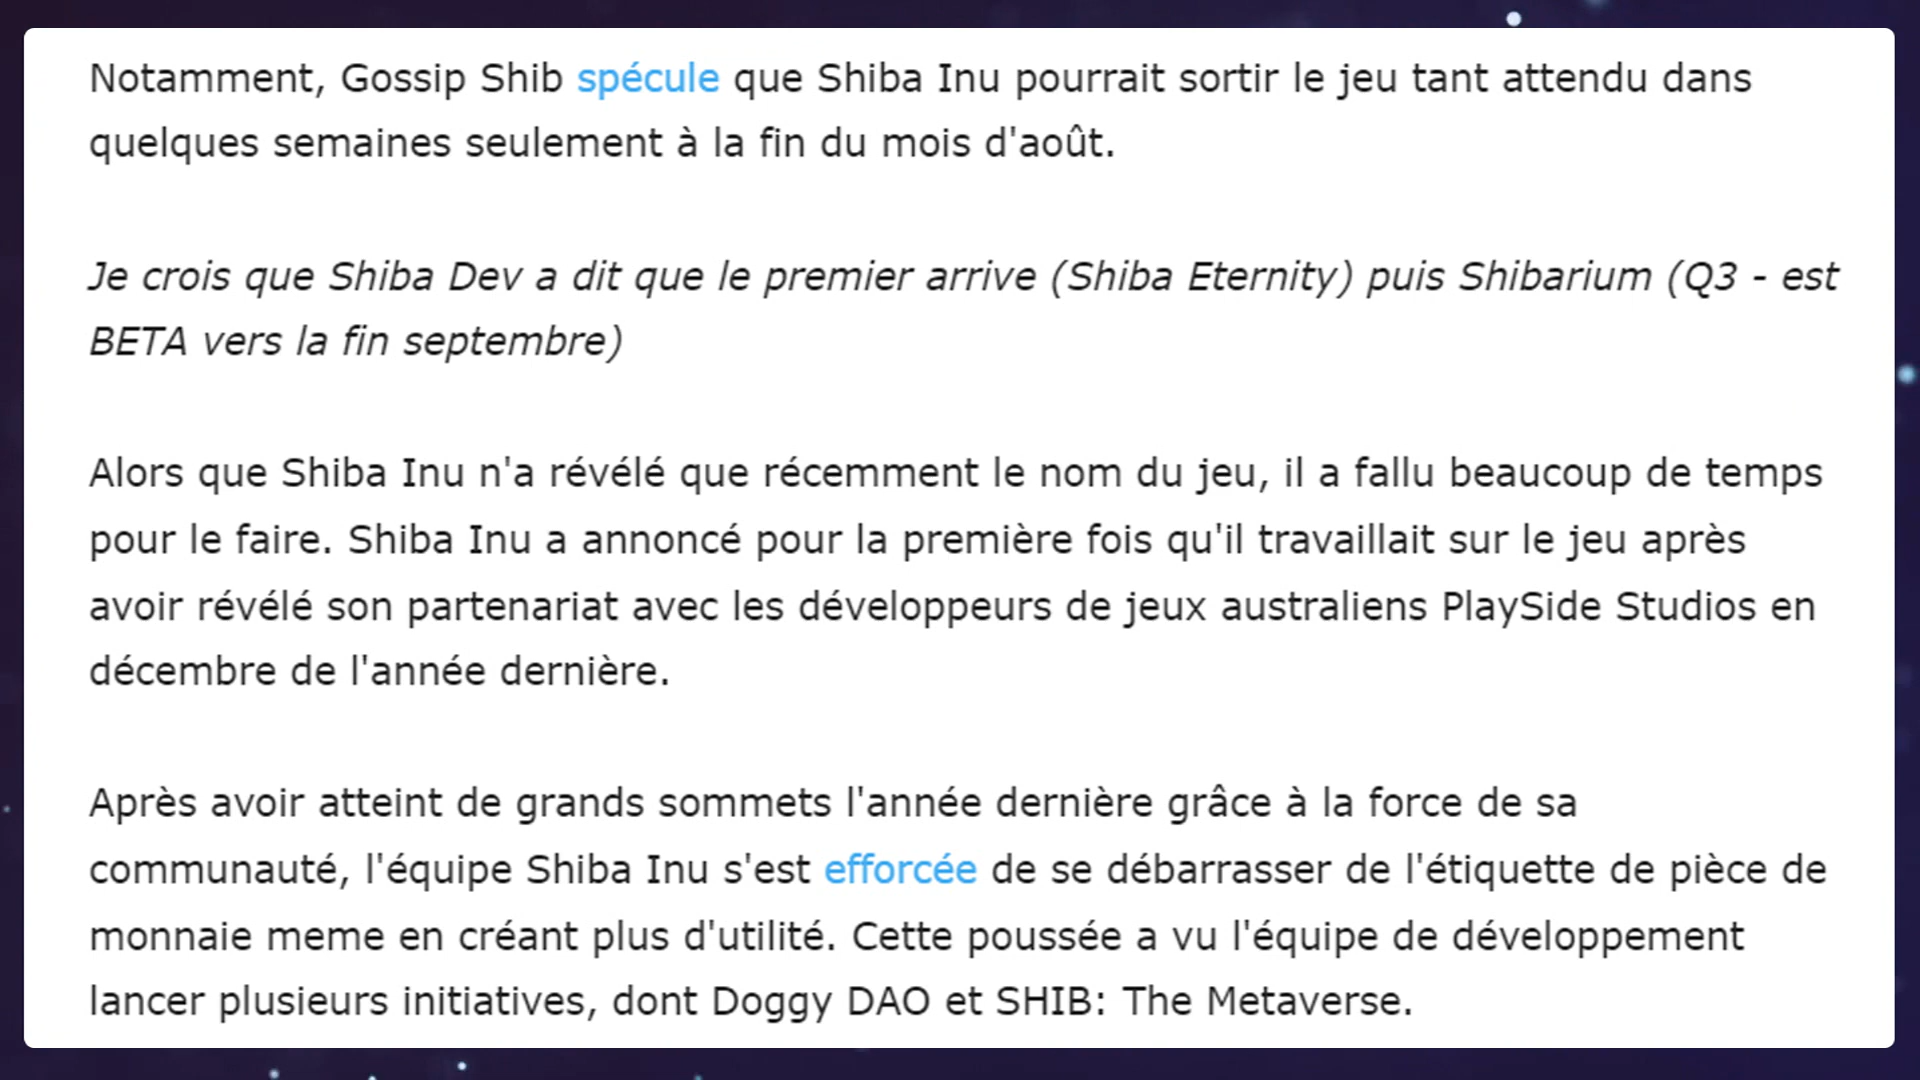 Notamment, Gossip Shib spécule que Shiba Inu pourrait sortir le jeu tant attendu dans
quelques semaines seulement à la fin du mois d'août.
Je crois que Shiba Dev a dit que le premier arrive (Shiba Eternity) puis Shibarium (Q3 - est
BETA vers la fin septembre)
Alors que Shiba Inu n'a révélé que récemment le nom du jeu, il a fallu beaucoup de temps
pour le faire. Shiba Inu a annoncé pour la première fois qu'il travaillait sur le jeu après
avoir révélé son partenariat avec les développeurs de jeux australiens PlaySide Studios en
décembre de l'année dernière.
Après avoir atteint de grands sommets l'année dernière grâce à la force de sa
communauté, l'équipe Shiba Inu s'est efforcée de se débarrasser de l'étiquette de pièce de
monnaie meme en créant plus d'utilité. Cette poussée a vu l'équipe de développement
lancer plusieurs initiatives, dont Doggy DAO et SHIB: The Metaverse.